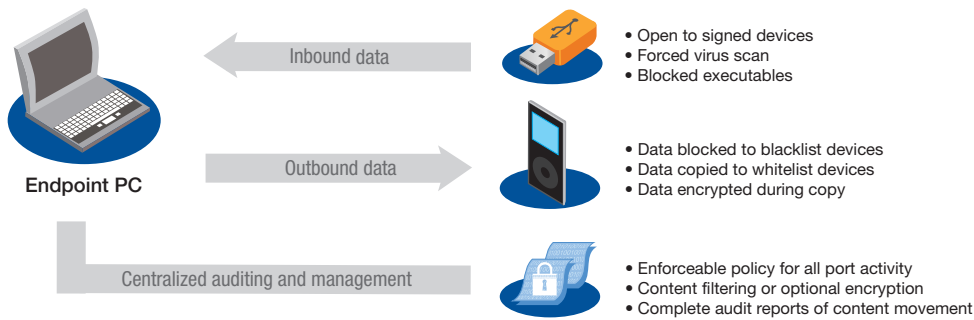 Inbound data
• Open to signed devices
• Forced virus scan
• Blocked executables
Endpoint PC
Outbound data
• Data blocked to blacklist devices
• Data copied to whitelist devices
• Data encrypted during copy
Centralized auditing and management
• Enforceable policy for all port activity
• Content filtering or optional encryption
• Complete audit reports of content movement